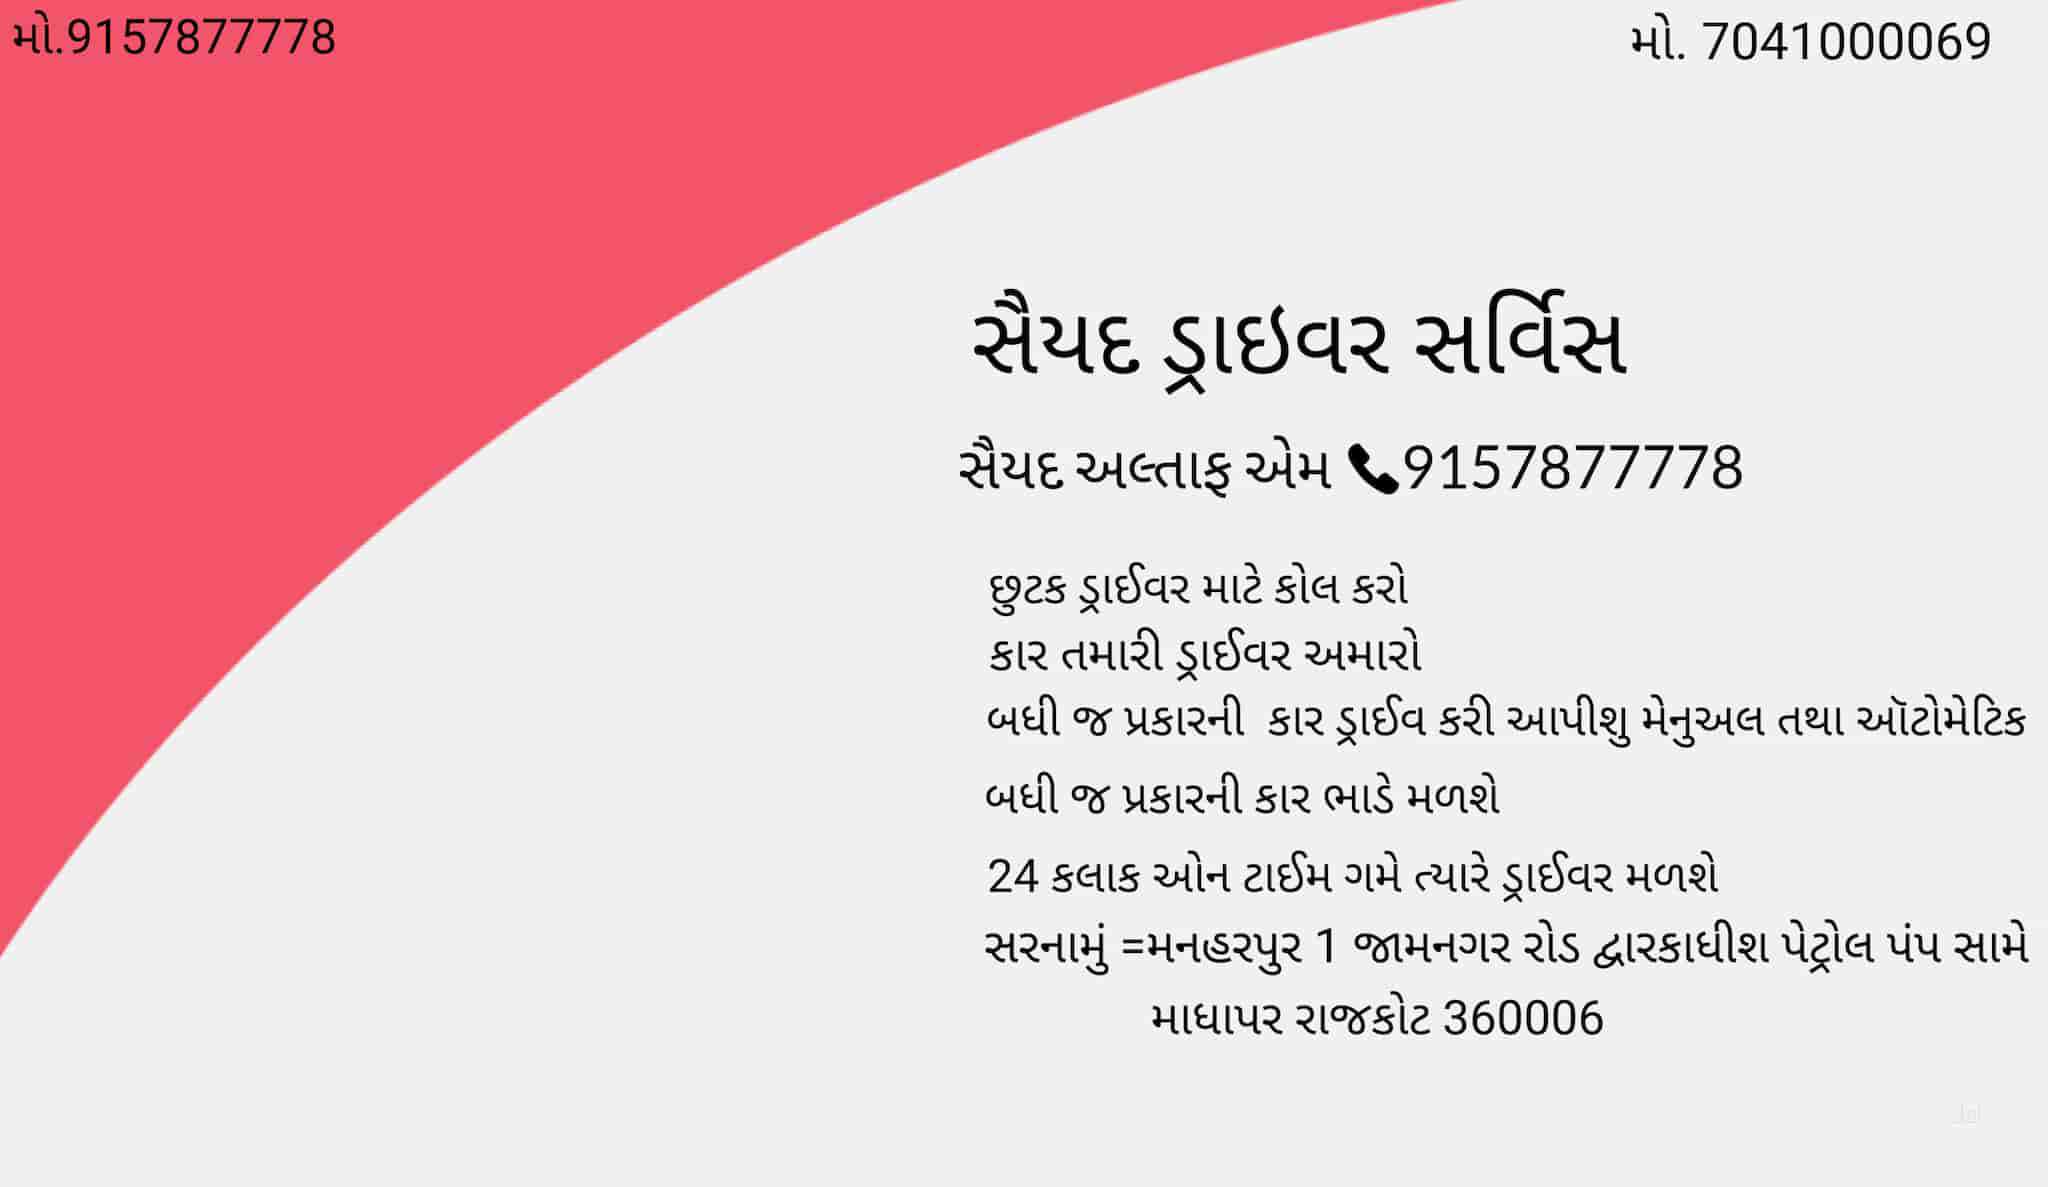 મો.9157877778
મો. 7041000069
સૈયદ ડ્રાઇવર સર્વિસ
સૈયદ અલ્તાફ એમ 📞9157877778
છુટક ડ્રાઈવર માટે કોલ કરો
કાર તમારી ડ્રાઈવર અમારો
બધી જ પ્રકારની  કાર ડ્રાઈવ કરી આપીશુ મેનુઅલ તથા ઑટોમેટિક
બધી જ પ્રકારની કાર ભાડે મળશે
24 કલાક ઓન ટાઈમ ગમે ત્યારે ડ્રાઈવર મળશે
સરનામું =મનહરપુર 1 જામનગર રોડ દ્વારકાધીશ પેટ્રોલ પંપ સામે
માધાપર રાજકોટ 360006